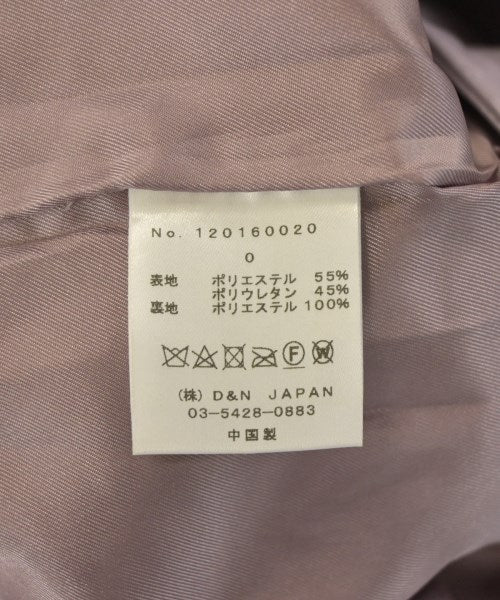 No. 120160020
0
表地 ポリエステル 55%
ポリウレタン 45%
裏地 ポリエステル 100%
F W
(株) D&N JAPAN
03-5428-0883
中国製